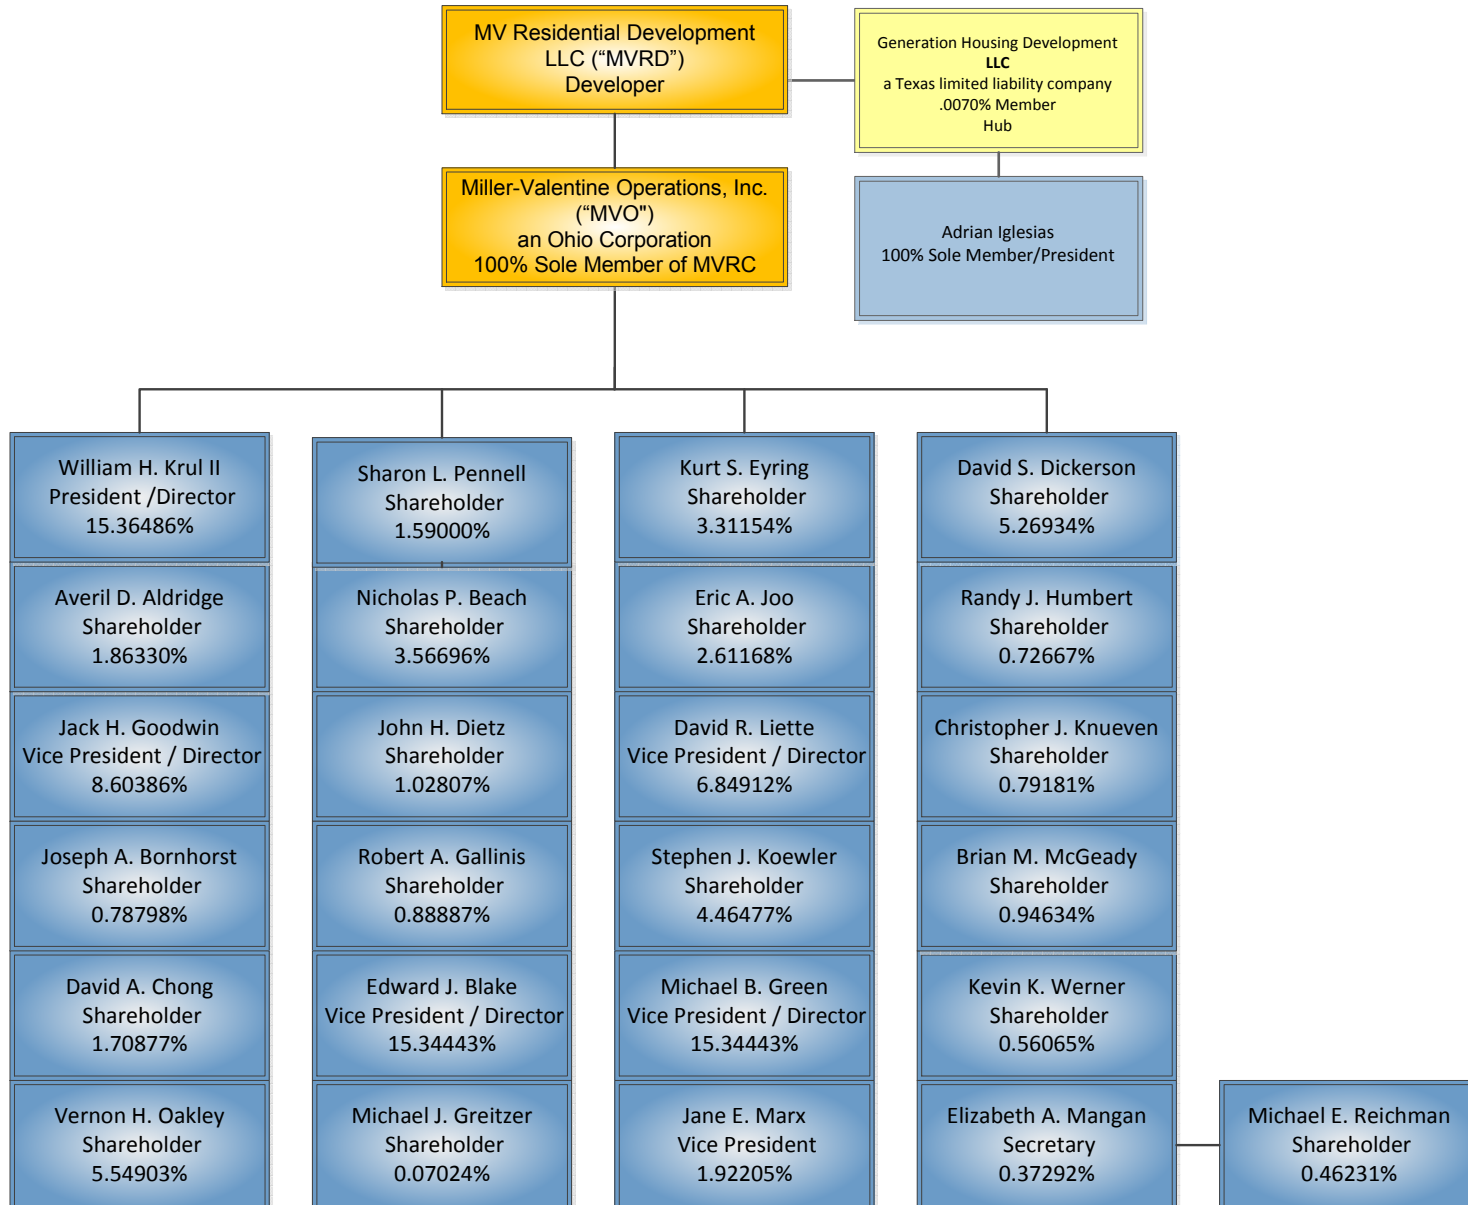 MV Residential Development
LLC (“MVRD”)
Developer
Generation Housing Development
LLC
a Texas limited liability company
.0070% Member
Hub
Miller-Valentine Operations, Inc.
(“MVO")
an Ohio Corporation
100% Sole Member of MVRC
Adrian Iglesias
100% Sole Member/President
William H. Krul II
President /Director
15.36486%
Averil D. Aldridge
Shareholder
1.86330%
Jack H. Goodwin
Vice President / Director
8.60386%
Joseph A. Bornhorst
Shareholder
0.78798%
David A. Chong
Shareholder
1.70877%
Vernon H. Oakley
Shareholder
5.54903%
Sharon L. Pennell
Shareholder
1.59000%
Nicholas P. Beach
Shareholder
3.56696%
John H. Dietz
Shareholder
1.02807%
Robert A. Gallinis
Shareholder
0.88887%
Edward J. Blake
Vice President / Director
15.34443%
Michael J. Greitzer
Shareholder
0.07024%
Kurt S. Eyring
Shareholder
3.31154%
Eric A. Joo
Shareholder
2.61168%
David R. Liette
Vice President / Director
6.84912%
Stephen J. Koewler
Shareholder
4.46477%
Michael B. Green
Vice President / Director
15.34443%
Jane E. Marx
Vice President
1.92205%
David S. Dickerson
Shareholder
5.26934%
Randy J. Humbert
Shareholder
0.72667%
Christopher J. Knueven
Shareholder
0.79181%
Brian M. McGeady
Shareholder
0.94634%
Kevin K. Werner
Shareholder
0.56065%
Elizabeth A. Mangan
Secretary
0.37292%
Michael E. Reichman
Shareholder
0.46231%